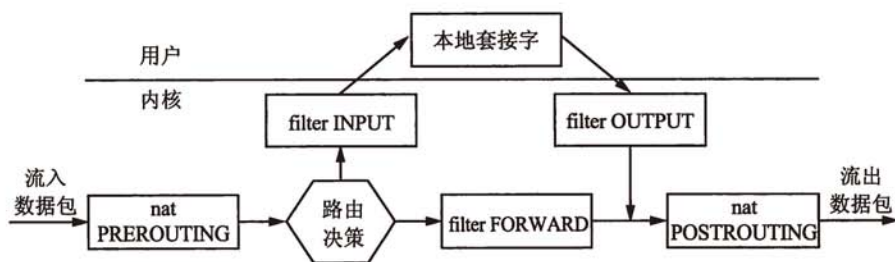 本地套接字
用户
内核
filter INPUT
filter OUTPUT
流入
数据包
nat
PREROUTING
路由
决策
filter FORWARD
nat
POSTROUTING
流出
数据包